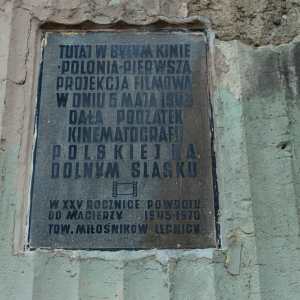 TUTAJ W BYŁYM KINIE
"POLONIA" PIERWSZA
PROJEKCJA FILMOWA
W DNIU 6 MAJA 1945
DAŁA POCZĄTEK
KINEMATOGRAFII
POLSKIEJ NA
DOLNYM ŚLĄSKU
W XXV ROCZNICĘ POWROTU
DO MACIERZY 1945-1970
TOW. MIŁOŚNIKÓW LEGNICY